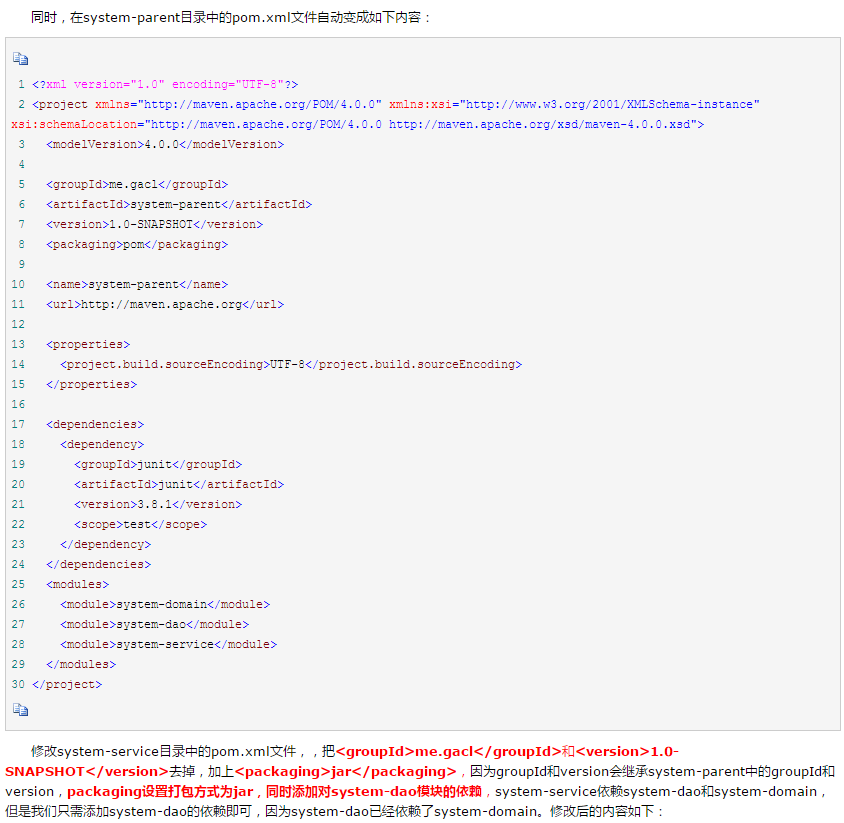 同时，在system-parent目录中的pom.xml文件自动变成如下内容：
1 <?xml version="1.0" encoding="UTF-8"?>
2 <project xmlns="http://maven.apache.org/POM/4.0.0" xmlns:xsi="http://www.w3.org/2001/XMLSchema-instance"
xsi:schemaLocation="http://maven.apache.org/POM/4.0.0 http://maven.apache.org/xsd/maven-4.0.0.xsd">
3   <modelVersion>4.0.0</modelVersion>
4
5   <groupId>me.gacl</groupId>
6   <artifactId>system-parent</artifactId>
7   <version>1.0-SNAPSHOT</version>
8   <packaging>pom</packaging>
9
10   <name>system-parent</name>
11   <url>http://maven.apache.org</url>
12
13   <properties>
14     <project.build.sourceEncoding>UTF-8</project.build.sourceEncoding>
15   </properties>
16
17   <dependencies>
18     <dependency>
19       <groupId>junit</groupId>
20       <artifactId>junit</artifactId>
21       <version>3.8.1</version>
22       <scope>test</scope>
23     </dependency>
24   </dependencies>
25   <modules>
26     <module>system-domain</module>
27     <module>system-dao</module>
28     <module>system-service</module>
29   </modules>
30 </project>
修改system-service目录中的pom.xml文件，，把<groupId>me.gacl</groupId>和<version>1.0-
SNAPSHOT</version>去掉，加上<packaging>jar</packaging>，因为groupId和version会继承system-parent中的groupId和
version，packaging设置打包方式为jar，同时添加对system-dao模块的依赖，system-service依赖system-dao和system-domain，
但是我们只需添加system-dao的依赖即可，因为system-dao已经依赖了system-domain。修改后的内容如下：